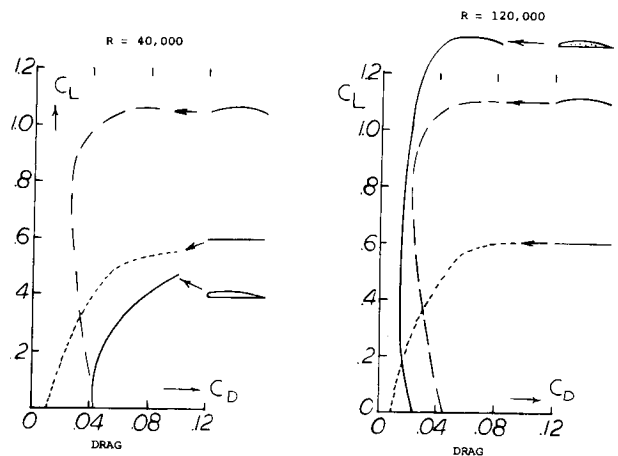 R = 40,000
1.2
C_L
1.0
.8
.6
.4
.2
0
.04
.08
.12
C_D
DRAG
R = 120,000
1.2
C_L
1.0
.8
.6
.4
.2
0
0
.04
.08
.12
C_D
DRAG